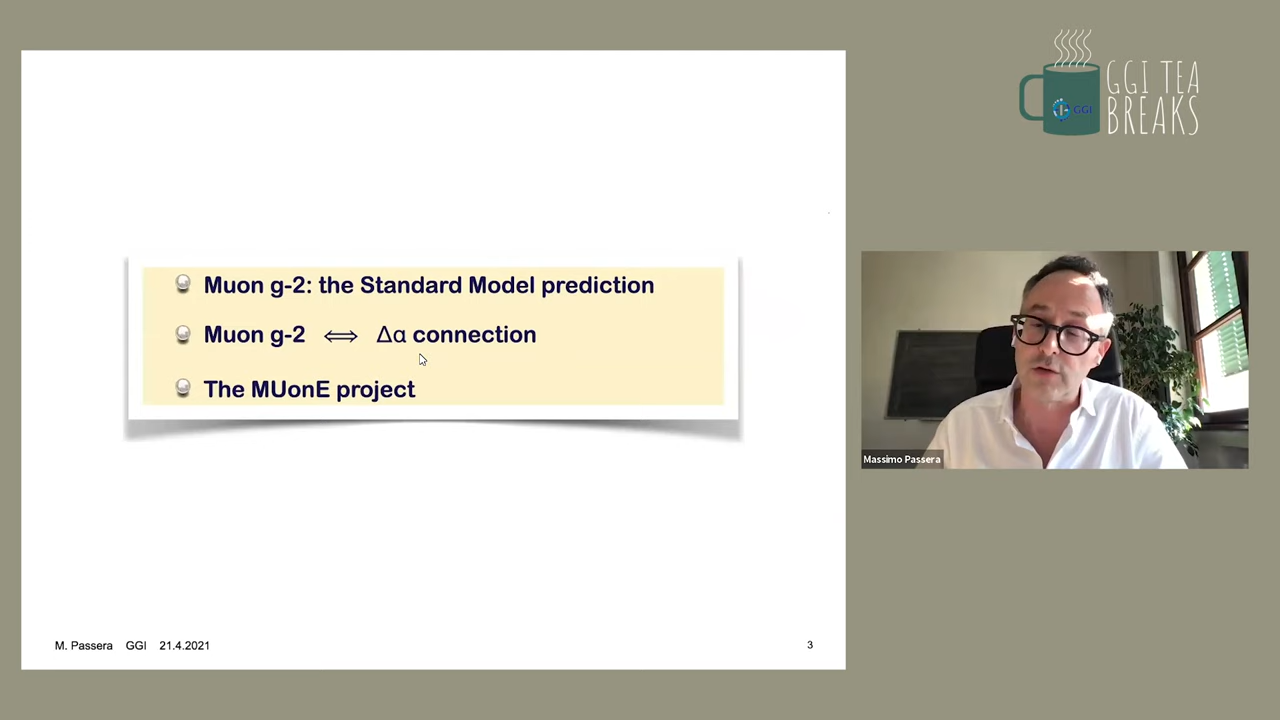 GGI TEA
BREAKS
GGI
Muon g-2: the Standard Model prediction
Muon g-2 ⟺ Δα connection
The MUonE project
Massimo Passera
M. Passera GGI 21.4.2021
3